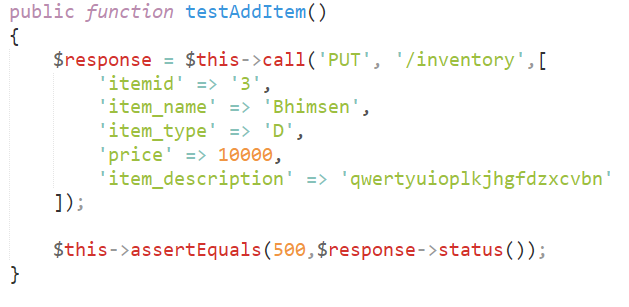 public function testAddItem()
{
$response = $this->call('PUT', '/inventory',[
'itemid' => '3',
'item_name' => 'Bhimsen',
'item_type' => 'D',
'price' => 10000,
'item_description' => 'qwertyuioplkjhgfdzxcvbn'
]);
$this->assertEquals(500,$response->status());
}